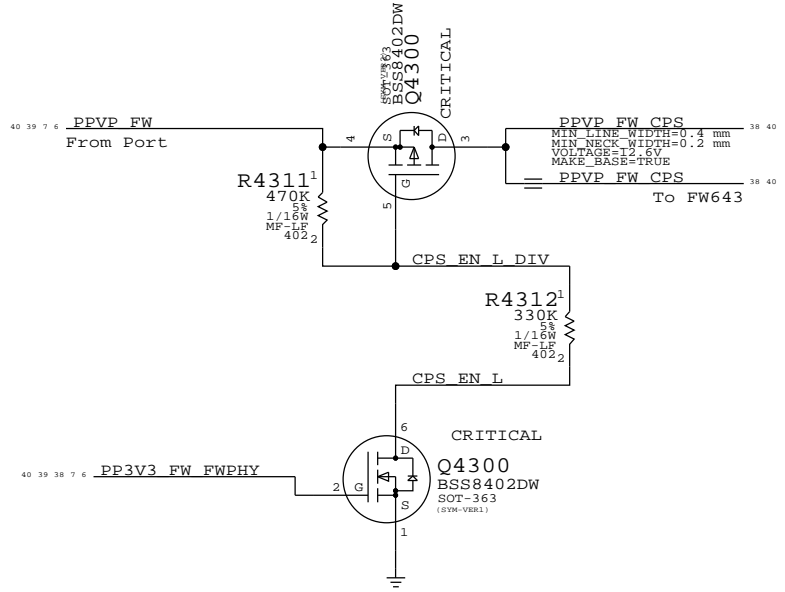 SOT-363
BSS8402DW
Q4300
CRITICAL
40 39 7 6
PPVP_FW
From Port
4
S
D
3
G
5
PPVP_FW_CPS
38 40
MIN_LINE_WIDTH=0.4 mm
MIN_NECK_WIDTH=0.2 mm
VOLTAGE=12.6V
MAKE_BASE=TRUE
PPVP_FW_CPS
38 40
To FW643
R4311
1
470K
5%
1/16W
MF-LF
402
2
CPS_EN_L_DIV
R4312
1
330K
5%
1/16W
MF-LF
402
2
CPS_EN_L
6
CRITICAL
D
40 39 38 7 6
PP3V3_FW_FWPHY
2
G
S
Q4300
BSS8402DW
SOT-363
(SYM-VER1)
1